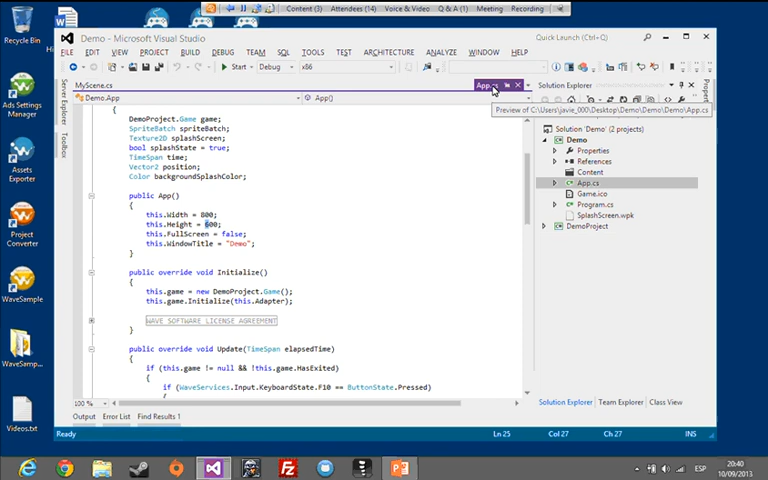 Content (3) Attendees (14) Voice & Video Q&A (1) Meeting Recording
Recycle Bin
Demo - Microsoft Visual Studio
Quick Launch (Ctrl+Q)
FILE EDIT VIEW PROJECT BUILD DEBUG TEAM SQL TOOLS TEST ARCHITECTURE ANALYZE WINDOW HELP
Start Debug x86
MyScene.cs
App.cs
Solution Explorer
Demo.App
App()
Preview of C:\Users\javie_000\Desktop\Demo\Demo\Demo\App.cs
Server Explorer
Toolbox
DemoProject.Game game;
SpriteBatch spriteBatch;
Texture2D splashScreen;
bool splashState = true;
TimeSpan time;
Vector2 position;
Color backgroundSplashColor;
public App()
{
this.Width = 800;
this.Height = 600;
this.FullScreen = false;
this.WindowTitle = "Demo";
}
public override void Initialize()
{
this.game = new DemoProject.Game();
this.game.Initialize(this.Adapter);
WAVE SOFTWARE LICENSE AGREEMENT
}
public override void Update(TimeSpan elapsedTime)
{
if (this.game != null && !this.game.HasExited)
{
if (WaveServices.Input.KeyboardState.F10 == ButtonState.Pressed)
{
Solution 'Demo' (2 projects)
Demo
Properties
References
Content
App.cs
Game.ico
Program.cs
SplashScreen.wpk
DemoProject
100 %
Solution Explorer Team Explorer Class View
Output Error List Find Results 1
Ready
Ln 25 Col 27 Ch 27 INS
Ads Settings
Manager
Assets
Exporter
Project
Converter
WaveSample
WaveSam...
Videos.txt
ESP
20:40
10/09/2013